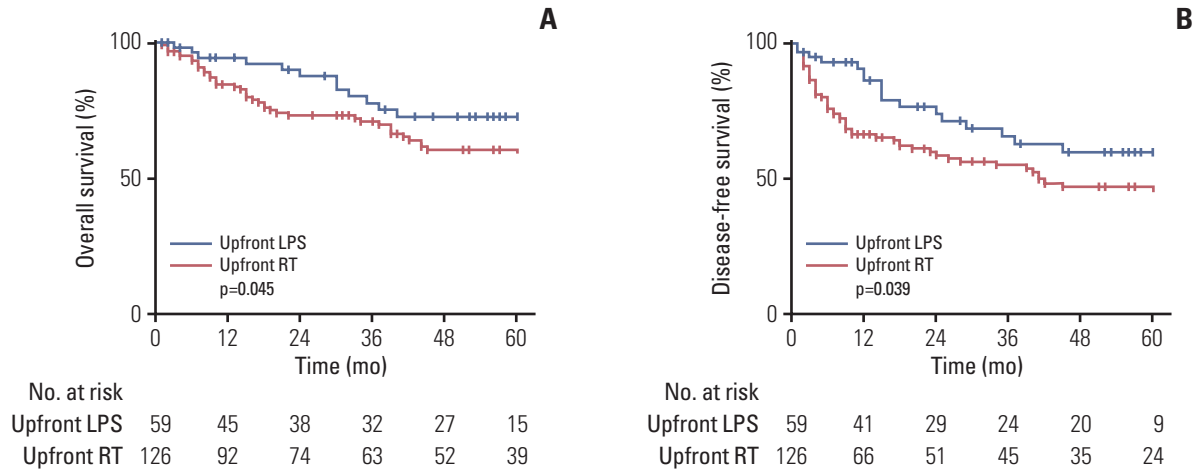 A
100
50
0
Overall survival (%)
Upfront LPS
Upfront RT
p=0.045
0 12 24 36 48 60
Time (mo)
No. at risk
Upfront LPS 59 45 38 32 27 15
Upfront RT 126 92 74 63 52 39
B
100
50
0
Disease-free survival (%)
Upfront LPS
Upfront RT
p=0.039
0 12 24 36 48 60
Time (mo)
No. at risk
Upfront LPS 59 41 29 24 20 9
Upfront RT 126 66 51 45 35 24